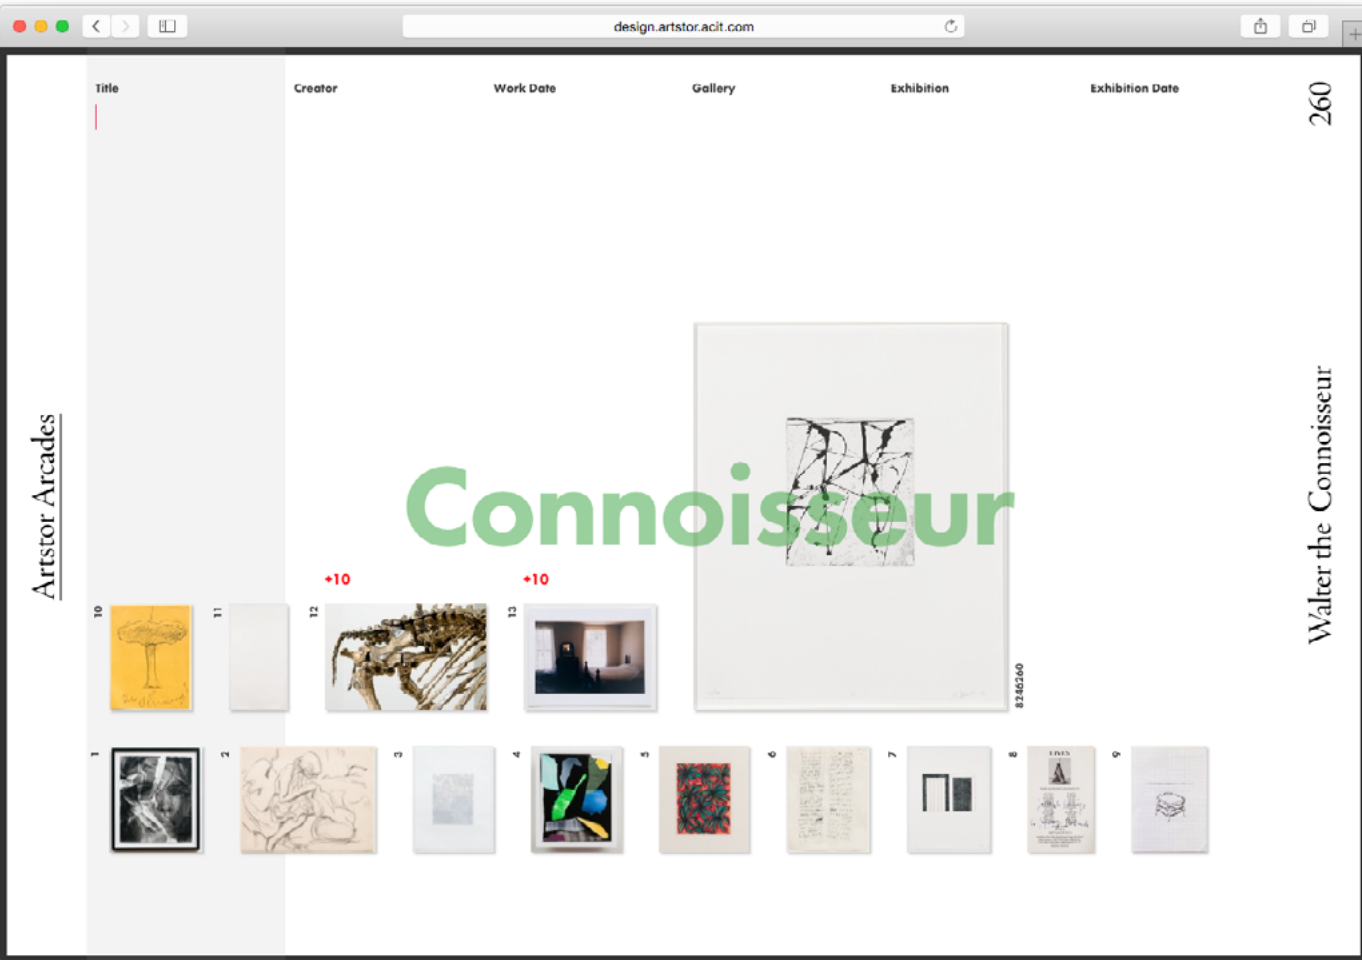 design.artstor.acit.com
Title
Creator
Work Date
Gallery
Exhibition
Exhibition Date
260
Artstor Arcades
Walter the Connoisseur
Connoisseur
+10
+10
10
11
12
13
8246260
1
2
3
4
5
6
7
8
9
LIVES